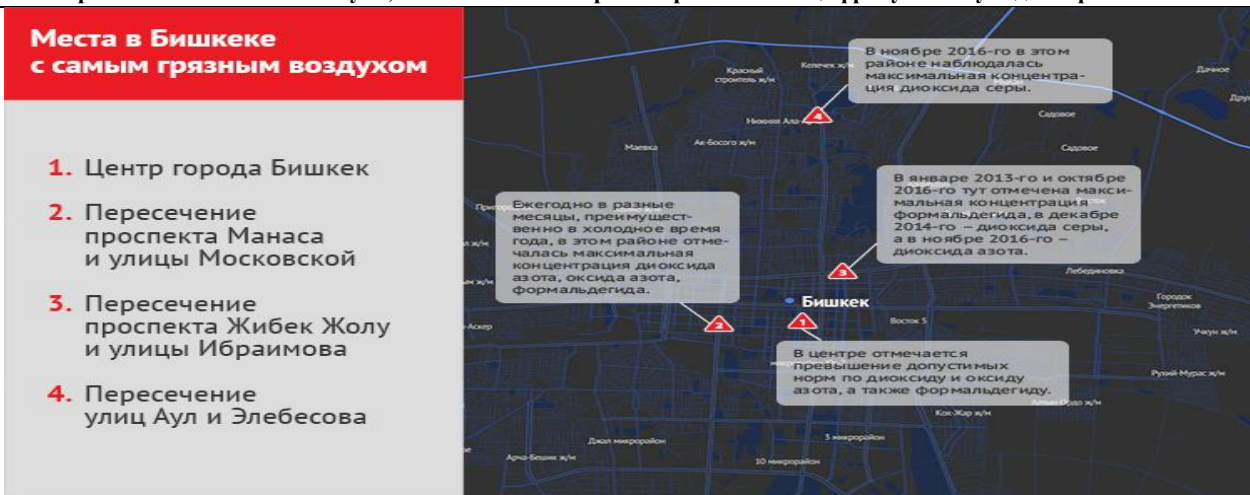 Места в Бишкеке
с самым грязным воздухом
1. Центр города Бишкек
2. Пересечение
проспекта Манаса
и улицы Московской
3. Пересечение
проспекта Жибек Жолу
и улицы Ибраимова
4. Пересечение
улиц Аул и Элебесова
В ноябре 2016-го в этом
районе наблюдалась
максимальная концентра-
ция диоксида серы.
Красный
строитель ж/м
Келечек ж/м
Дачное
4
Нижняя
Садовое
Маевка
Ак-Босого ж/м
Садовое
В январе 2013-го и октябре
2016-го тут отмечена макси-
мальная концентрация
формальдегида, в декабре
2014-го – диоксида серы,
а в ноябре 2016-го –
диоксида азота.
Ежегодно в разные
месяцы, преимущест-
венно в холодное время
года, в этом районе отме-
чалась максимальная
концентрация диоксида
азота, оксида азота,
формальдегида.
3
Лебединовка
Бишкек
Городок
Энергетиков
2
1
Восток 5
Учкун ж/м
В центре отмечается
превышение допустимых
норм по диоксиду и оксиду
азота, а также формальдегиду.
Рухий-Мурас ж/м
Кок-Жар ж/м
Джал микрорайон
3 микрорайон
Арча-Бешик ж/м
10 микрорайон